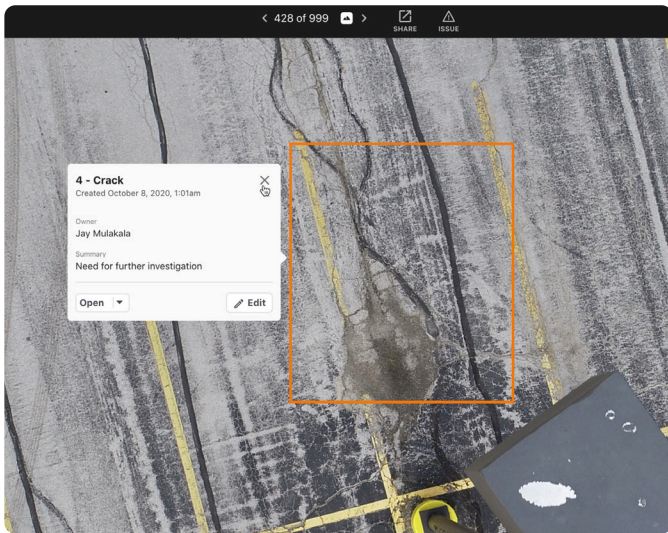 428 of 999
SHARE
ISSUE
4 - Crack
Created October 8, 2020, 1:01am
Owner
Jay Mulakala
Summary
Need for further investigation
Open
Edit